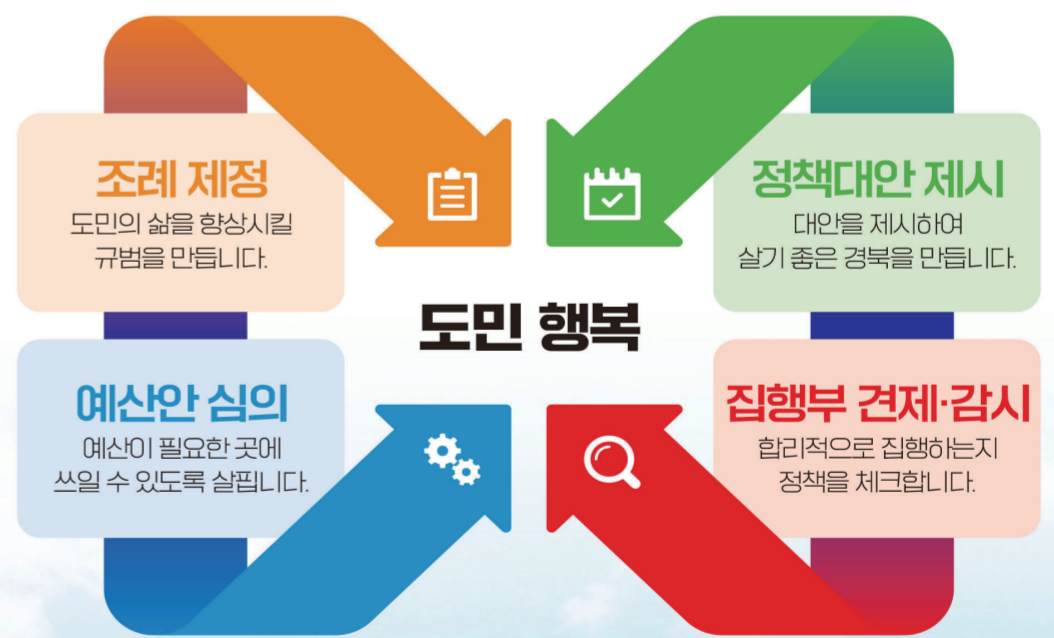 조례 제정
도민의 삶을 향상시킬
규범을 만듭니다.
정책대안 제시
대안을 제시하여
살기 좋은 경북을 만듭니다.
도민 행복
예산안 심의
예산이 필요한 곳에
쓰일 수 있도록 살핍니다.
집행부 견제·감시
합리적으로 집행하는지
정책을 체크합니다.